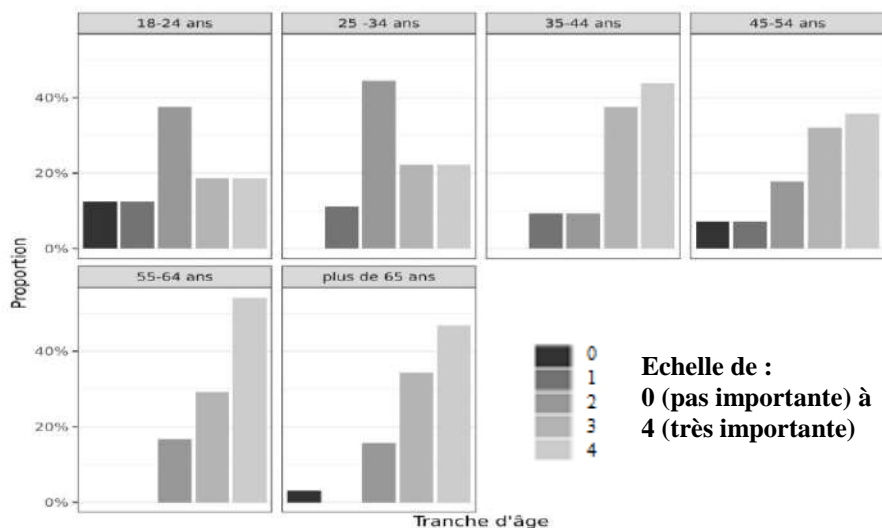 18-24 ans
25 -34 ans
35-44 ans
45-54 ans
40%
20%
0%
55-64 ans
plus de 65 ans
40%
20%
0%
Proportion
Tranche d'âge
0
1
2
3
4
Echelle de :
0 (pas importante) à
4 (très importante)